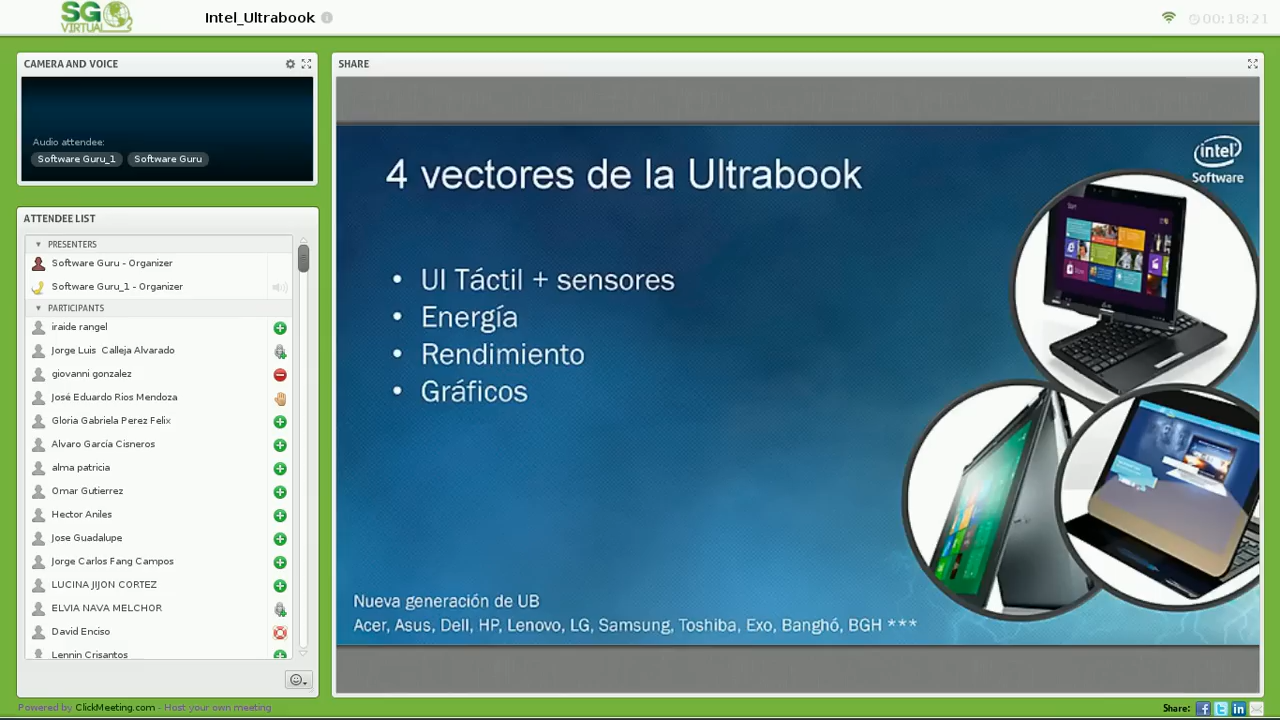 SG
VIRTUAL
Intel_Ultrabook
00:18:21
CAMERA AND VOICE
Audio attendee:
Software Guru_1
Software Guru
ATTENDEE LIST
PRESENTERS
Software Guru - Organizer
Software Guru_1 - Organizer
PARTICIPANTS
iraide rangel
Jorge Luis Calleja Alvarado
giovanni gonzalez
José Eduardo Rios Mendoza
Gloria Gabriela Perez Felix
Alvaro García Cisneros
alma patricia
Omar Gutierrez
Hector Aniles
Jose Guadalupe
Jorge Carlos Fang Campos
LUCINA JIJON CORTEZ
ELVIA NAVA MELCHOR
David Enciso
Lennin Crisantos
SHARE
4 vectores de la Ultrabook
intel
Software
• UI Táctil + sensores
• Energía
• Rendimiento
• Gráficos
Nueva generación de UB
Acer, Asus, Dell, HP, Lenovo, LG, Samsung, Toshiba, Exo, Banghó, BGH ***
Powered by ClickMeeting.com - Host your own meeting
Share: